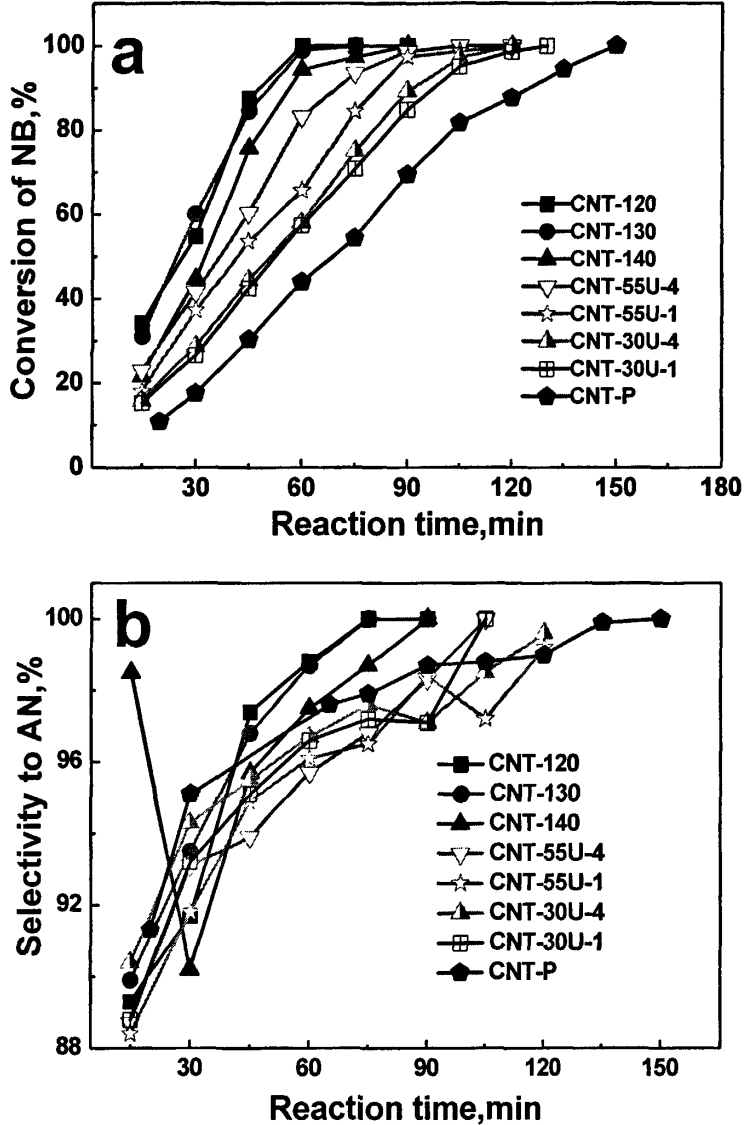 a
100
80
60
40
20
0
Conversion of NB,%
CNT-120
CNT-130
CNT-140
CNT-55U-4
CNT-55U-1
CNT-30U-4
CNT-30U-1
CNT-P
30 60 90 120 150 180
Reaction time,min
b
100
96
92
88
Selectivity to AN,%
CNT-120
CNT-130
CNT-140
CNT-55U-4
CNT-55U-1
CNT-30U-4
CNT-30U-1
CNT-P
30 60 90 120 150
Reaction time,min